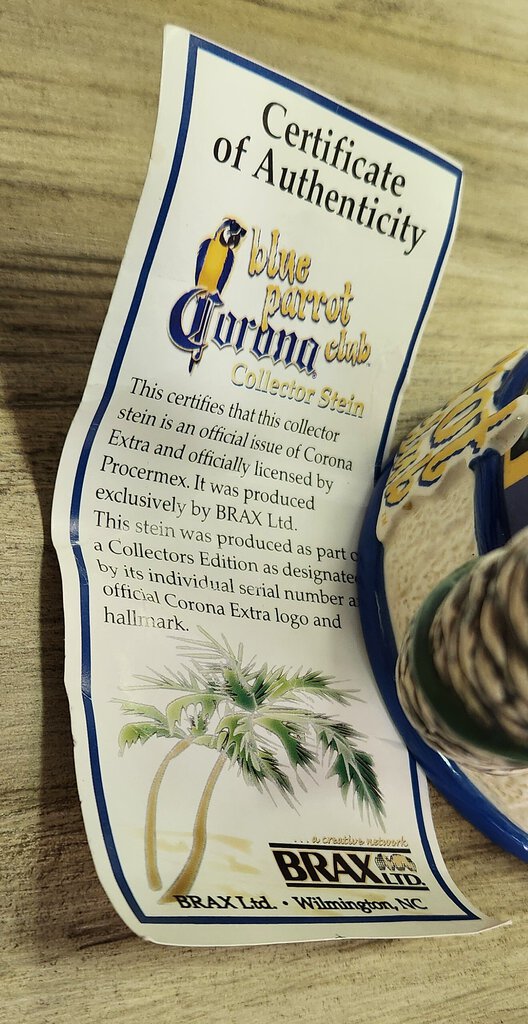 Certificate
of Authenticity
blue
parrot
Corona club
Collector Stein
This certifies that this collector
stein is an official issue of Corona
Extra and officially licensed by
Procermex. It was produced
exclusively by BRAX Ltd.
This stein was produced as part
a Collectors Edition as designate
by its individual serial number a
official Corona Extra logo and
hallmark.
...a creative network
BRAX LTD.
BRAX Ltd. • Wilmington, NC